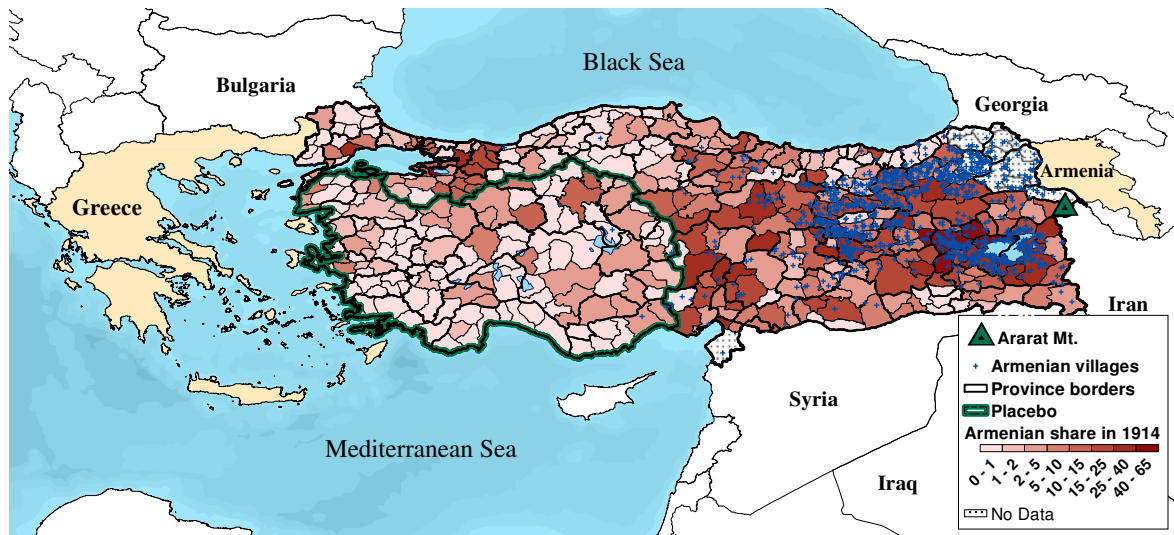 Black Sea
Bulgaria
Georgia
Armenia
Greece
Iran
Syria
Mediterranean Sea
Iraq
Ararat Mt.
Armenian villages
Province borders
Placebo
Armenian share in 1914
0 - 1
1 - 2
2 - 5
5 - 10
10 - 15
15 - 25
25 - 40
40 - 65
No Data